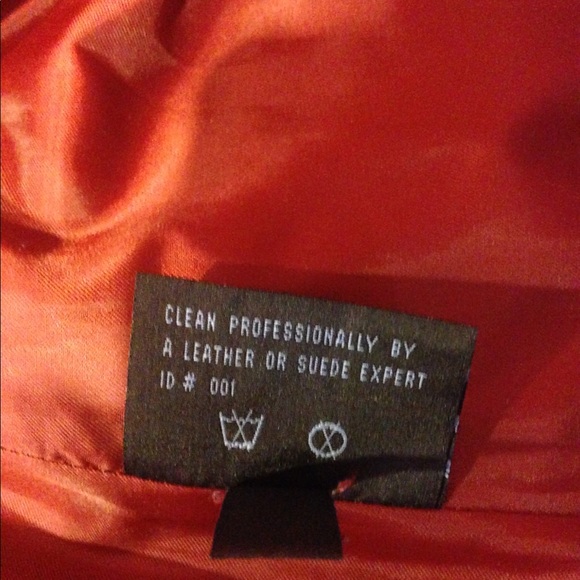 CLEAN PROFESSIONALLY BY
A LEATHER OR SUEDE EXPERT
ID # 001